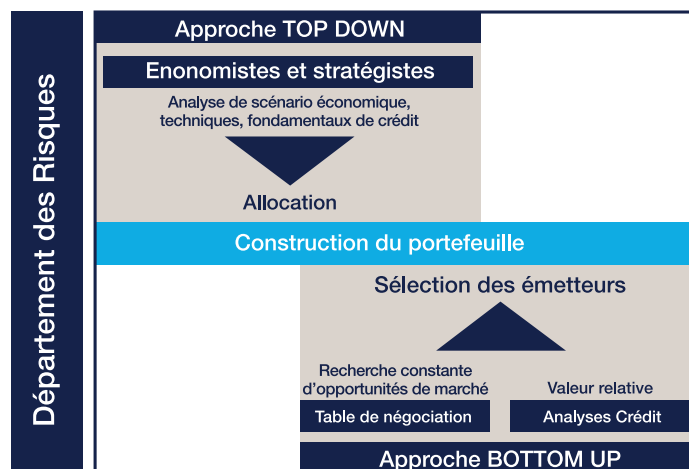 Département des Risques
Approche TOP DOWN
Enonomistes et stratégistes
Analyse de scénario économique,
techniques, fondamentaux de crédit
Allocation
Construction du portefeuille
Sélection des émetteurs
Recherche constante
d'opportunités de marché
Valeur relative
Table de négociation
Analyses Crédit
Approche BOTTOM UP